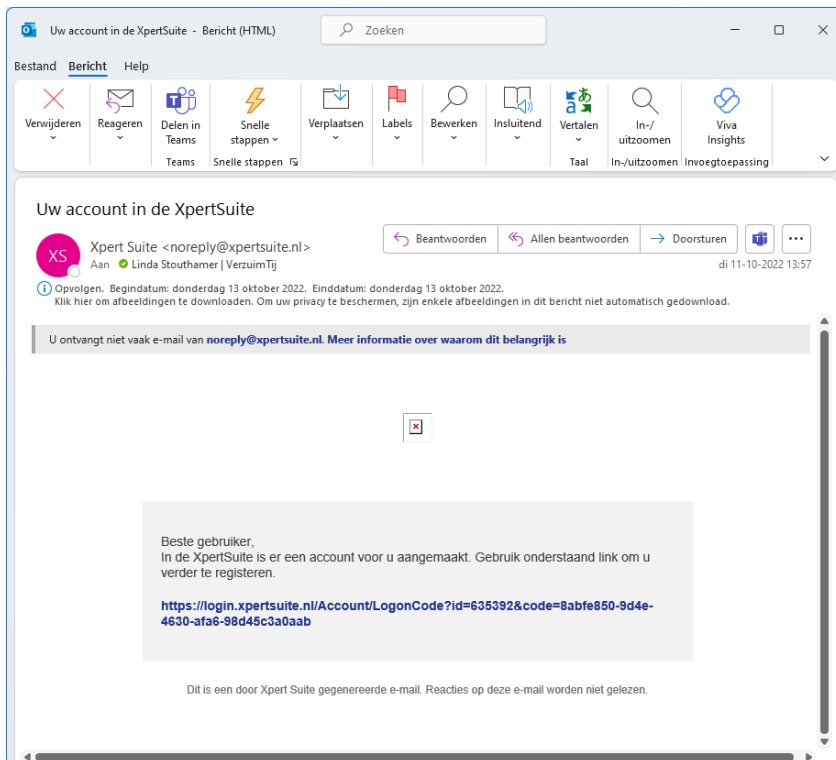 Uw account in de XpertSuite - Bericht (HTML)
Zoeken
Bestand Bericht Help
Verwijderen
Reageren
Delen in Teams
Snelle stappen
Verplaatsen
Labels
Bewerken
Insluitend
Vertalen
In-/uitzoomen
Viva Insights
Teams
Snelle stappen
Taal
In-/uitzoomen
Invoegtoepassing
Uw account in de XpertSuite
XS
Xpert Suite <noreply@xpertsuite.nl>
Aan Linda Stouthamer | VerzuimTij
Beantwoorden
Allen beantwoorden
Doorsturen
di 11-10-2022 13:57
Opvolgen. Begindatum: donderdag 13 oktober 2022. Einddatum: donderdag 13 oktober 2022.
Klik hier om afbeeldingen te downloaden. Om uw privacy te beschermen, zijn enkele afbeeldingen in dit bericht niet automatisch gedownload.
U ontvangt niet vaak e-mail van noreply@xpertsuite.nl. Meer informatie over waarom dit belangrijk is
Beste gebruiker,
In de XpertSuite is er een account voor u aangemaakt. Gebruik onderstaand link om u
verder te registeren.
https://login.xpertsuite.nl/Account/LogonCode?id=635392&code=8abfe850-9d4e-
4630-afa6-98d45c3a0aab
Dit is een door Xpert Suite gegenereerde e-mail. Reacties op deze e-mail worden niet gelezen.